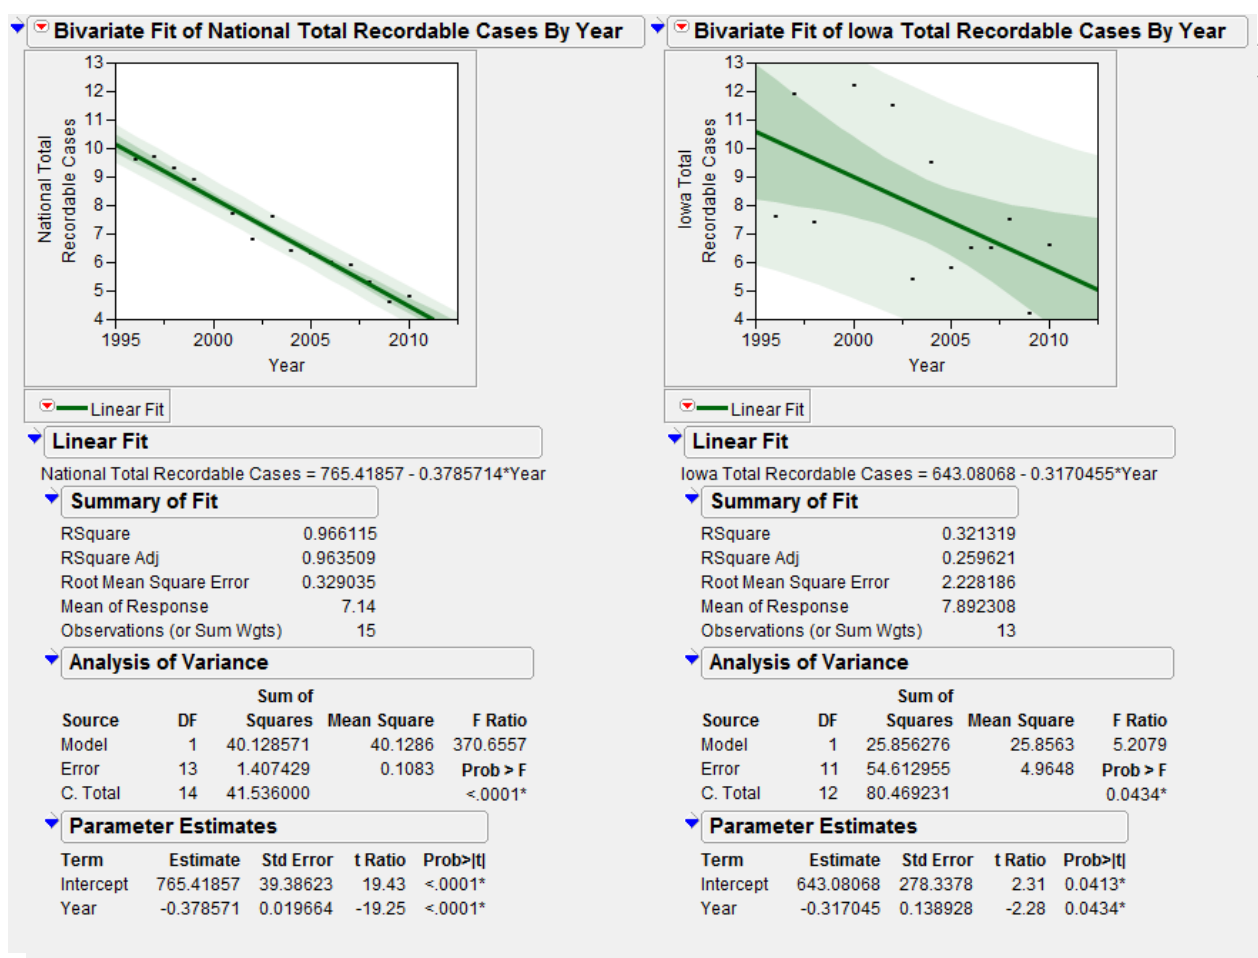 Bivariate Fit of National Total Recordable Cases By Year
13
12
11
10
9
8
7
6
5
4
National Total
Recordable Cases
1995 2000 2005 2010
Year
Linear Fit
Linear Fit
National Total Recordable Cases = 765.41857 - 0.3785714*Year
Summary of Fit
RSquare 0.966115
RSquare Adj 0.963509
Root Mean Square Error 0.329035
Mean of Response 7.14
Observations (or Sum Wgts) 15
Analysis of Variance
Sum of
Source DF Squares Mean Square F Ratio
Model 1 40.128571 40.1286 370.6557
Error 13 1.407429 0.1083 Prob > F
C. Total 14 41.536000 <.0001*
Parameter Estimates
Term Estimate Std Error t Ratio Prob>|t|
Intercept 765.41857 39.38623 19.43 <.0001*
Year -0.378571 0.019664 -19.25 <.0001*
Bivariate Fit of Iowa Total Recordable Cases By Year
13
12
11
10
9
8
7
6
5
4
Iowa Total
Recordable Cases
1995 2000 2005 2010
Year
Linear Fit
Linear Fit
Iowa Total Recordable Cases = 643.08068 - 0.3170455*Year
Summary of Fit
RSquare 0.321319
RSquare Adj 0.259621
Root Mean Square Error 2.228186
Mean of Response 7.892308
Observations (or Sum Wgts) 13
Analysis of Variance
Sum of
Source DF Squares Mean Square F Ratio
Model 1 25.856276 25.8563 5.2079
Error 11 54.612955 4.9648 Prob > F
C. Total 12 80.469231 0.0434*
Parameter Estimates
Term Estimate Std Error t Ratio Prob>|t|
Intercept 643.08068 278.3378 2.31 0.0413*
Year -0.317045 0.138928 -2.28 0.0434*